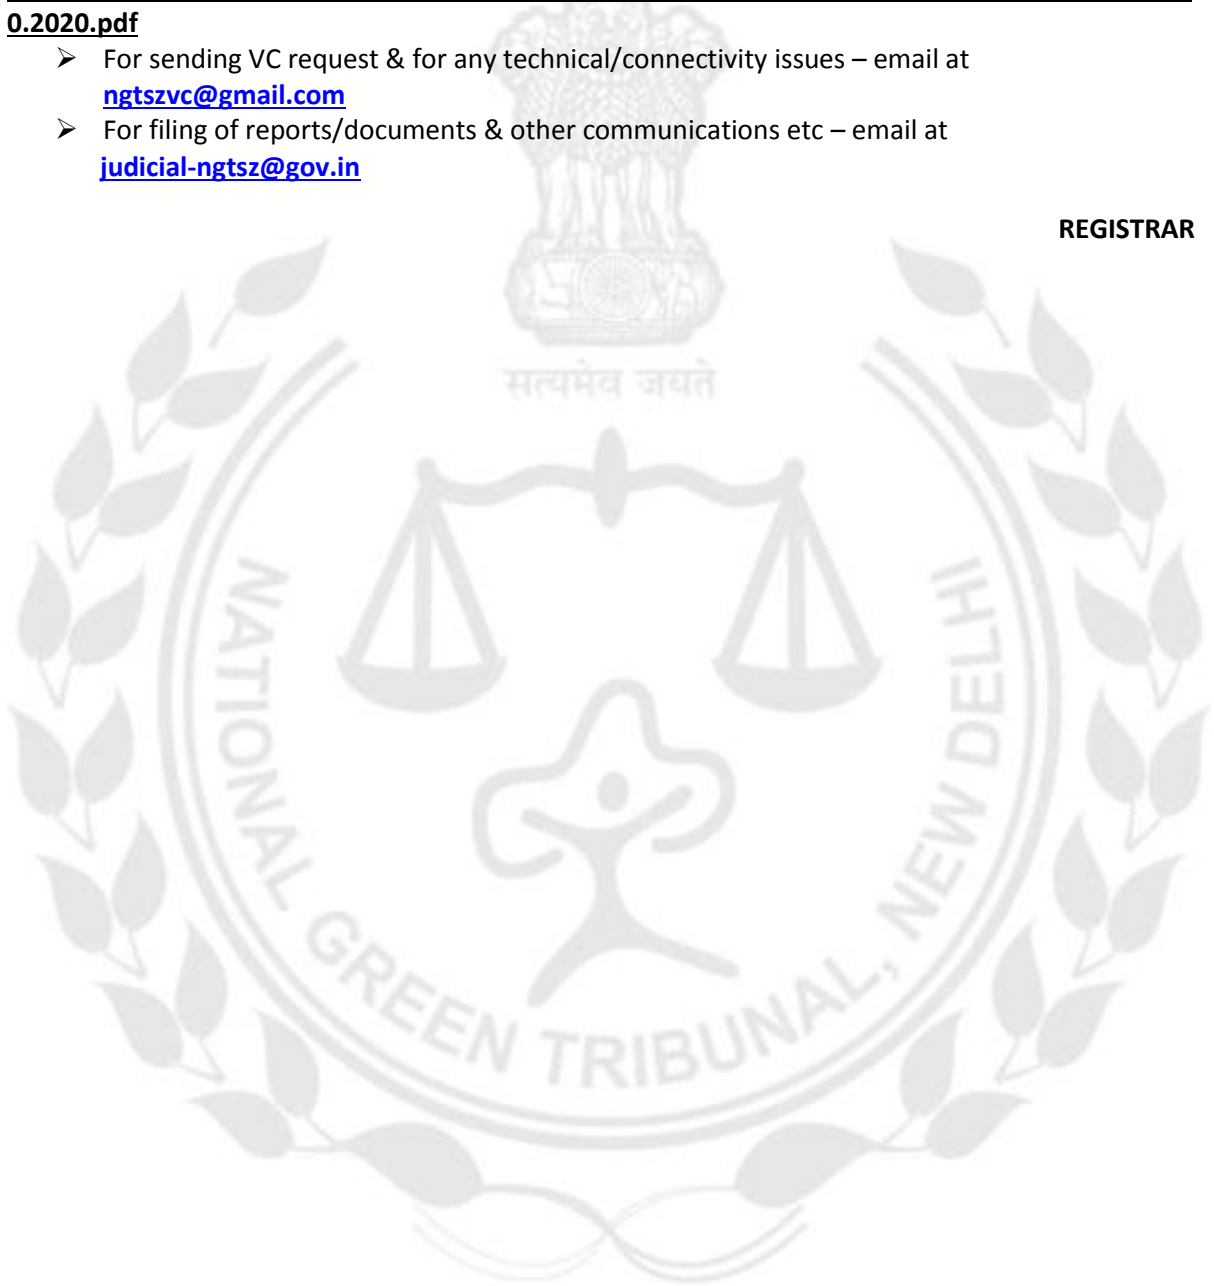 0.2020.pdf
➢ For sending VC request & for any technical/connectivity issues – email at
ngtszvc@gmail.com
➢ For filing of reports/documents & other communications etc – email at
judicial-ngtsz@gov.in
REGISTRAR
सत्यमेव जयते
NATIONAL GREEN TRIBUNAL, NEW DELHI